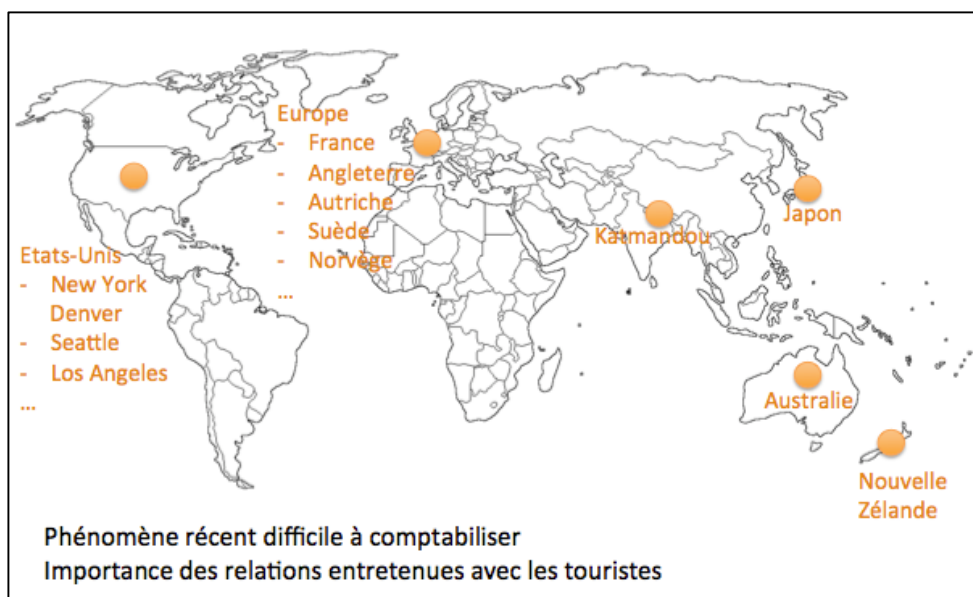 Europe
- France
- Angleterre
- Autriche
- Suède
- Norvège
...
Etats-Unis
- New York
Denver
- Seattle
- Los Angeles
...
Katmandou
Japon
Australie
Nouvelle
Zélande
Phénomène récent difficile à comptabiliser
Importance des relations entretenues avec les touristes